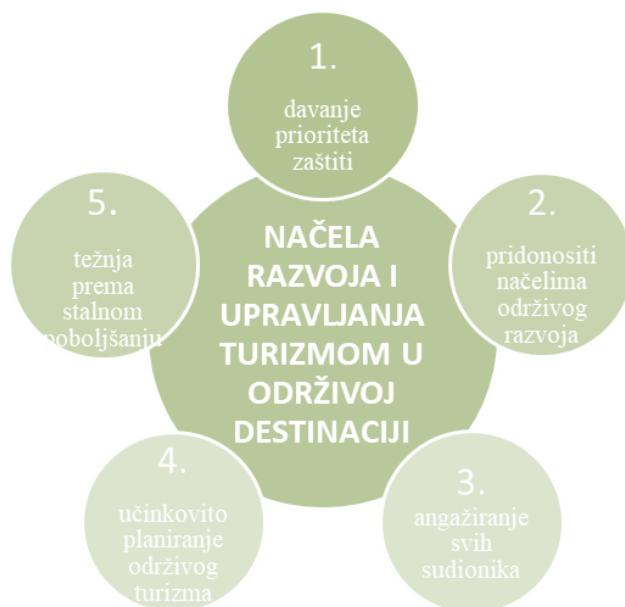 1.
davanje
prioriteta
zaštiti
2.
pridonositi
načelima
održivog
razvoja
3.
angažiranje
svih
sudionika
4.
učinkovito
planiranje
održivog
turizma
5.
težnja
prema
stalnom
poboljšanju
NAČELA
RAZVOJA I
UPRAVLJANJA
TURIZMOM U
ODRŽIVOJ
DESTINACIJI